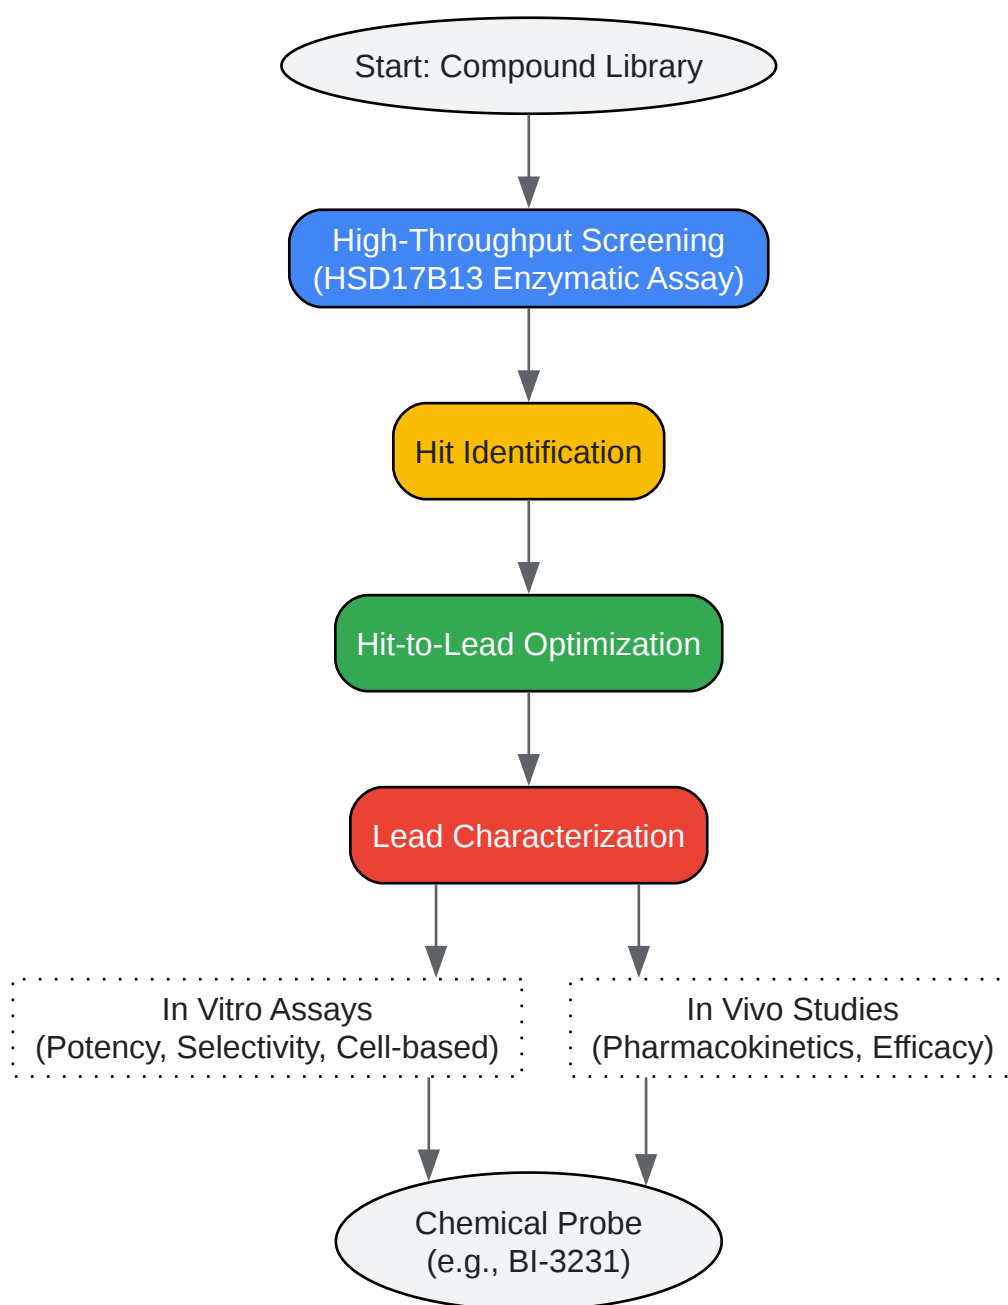 Start: Compound Library
High-Throughput Screening
(HSD17B13 Enzymatic Assay)
Hit Identification
Hit-to-Lead Optimization
Lead Characterization
In Vitro Assays
(Potency, Selectivity, Cell-based)
In Vivo Studies
(Pharmacokinetics, Efficacy)
Chemical Probe
(e.g., BI-3231)